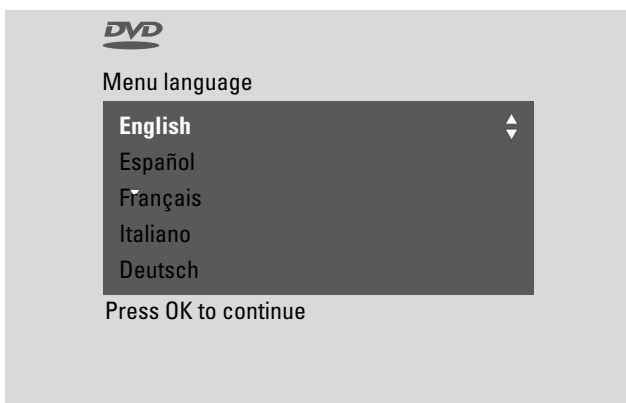 DVD
Menu language
English
Español
Français
Italiano
Deutsch
Press OK to continue